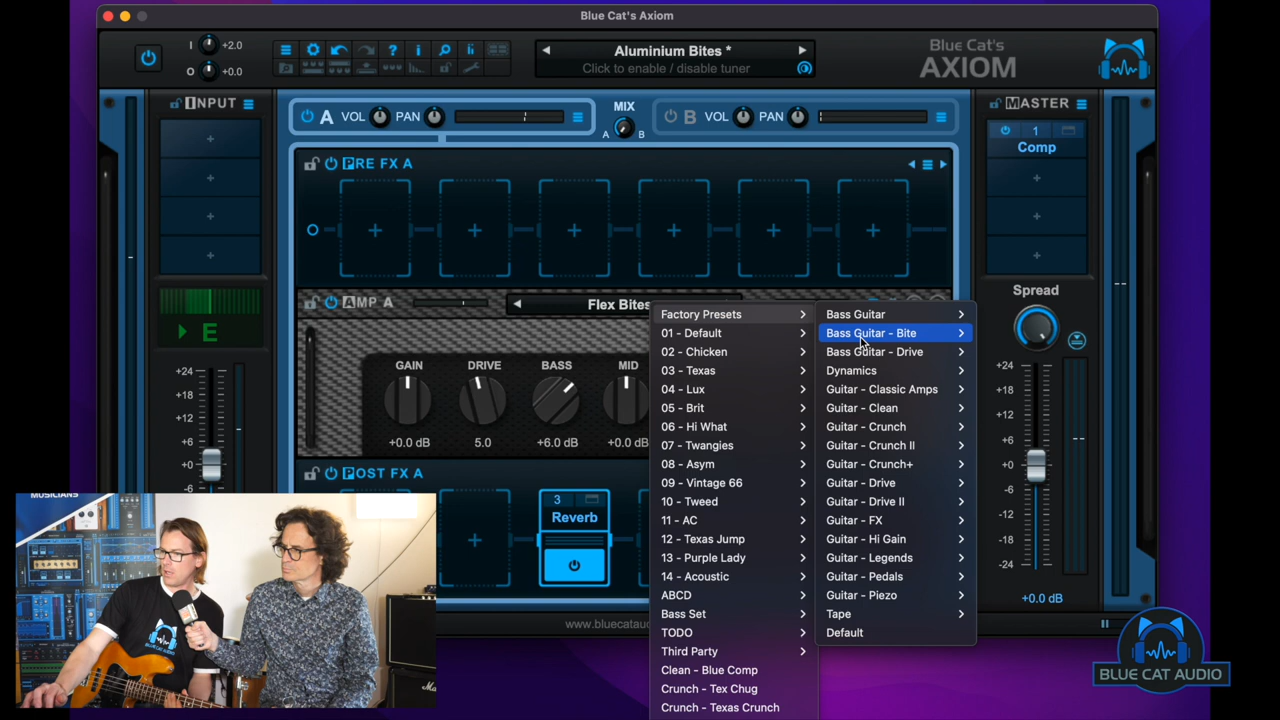 Blue Cat's Axiom
I +2.0
O +0.0
Aluminium Bites *
Click to enable / disable tuner
Blue Cat's
AXIOM
INPUT
A VOL PAN
MIX
A B
B VOL PAN
MASTER
1
Comp
PRE FX A
AMP A
Flex Bites
GAIN DRIVE BASS MID
+0.0 dB 5.0 +6.0 dB +0.0
POST FX A
3
Reverb
E
+24
+18
+12
+6
+0
-6
Spread
+24
+18
+12
+6
+0
-6
-12
-18
-24
+0.0 dB
Factory Presets
01 - Default
02 - Chicken
03 - Texas
04 - Lux
05 - Brit
06 - Hi What
07 - Twangies
08 - Asym
09 - Vintage 66
10 - Tweed
11 - AC
12 - Texas Jump
13 - Purple Lady
14 - Acoustic
ABCD
Bass Set
TODO
Third Party
Clean - Blue Comp
Crunch - Tex Chug
Crunch - Texas Crunch
Bass Guitar
Bass Guitar - Bite
Bass Guitar - Drive
Dynamics
Guitar - Classic Amps
Guitar - Clean
Guitar - Crunch
Guitar - Crunch II
Guitar - Crunch+
Guitar - Drive
Guitar - Drive II
Guitar - FX
Guitar - Hi Gain
Guitar - Legends
Guitar - Pedals
Guitar - Piezo
Tape
Default
www.bluecataud
MUSICIANS
BLUE CAT AUDIO